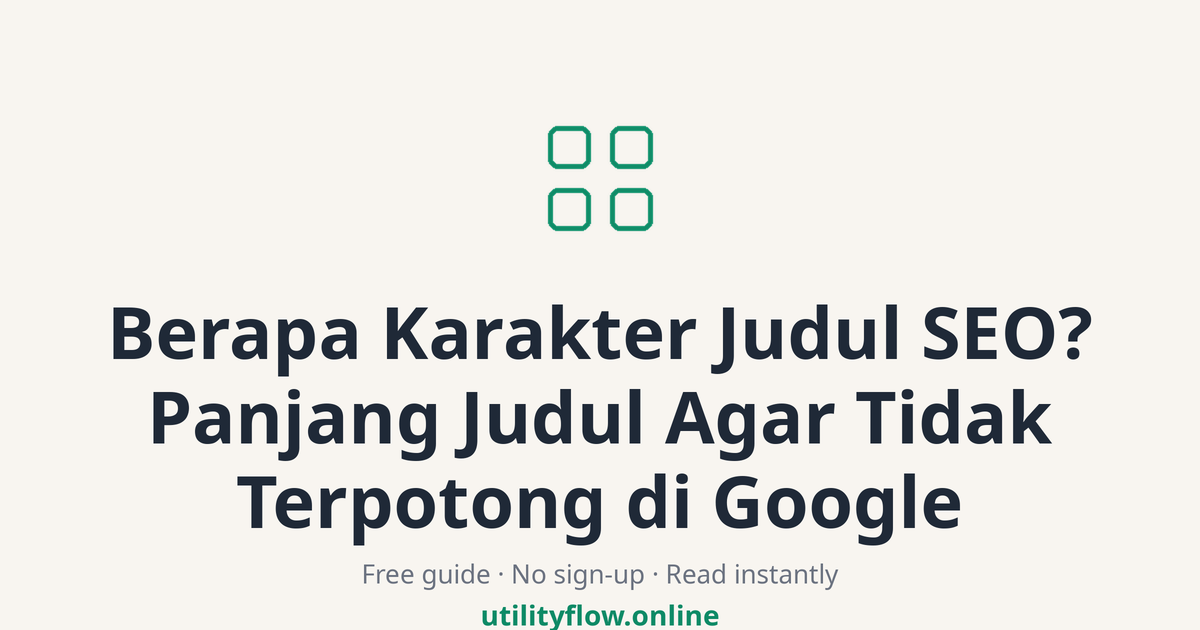 Berapa Karakter Judul SEO?
Panjang Judul Agar Tidak
Terpotong di Google
Free guide · No sign-up · Read instantly
utilityflow.online